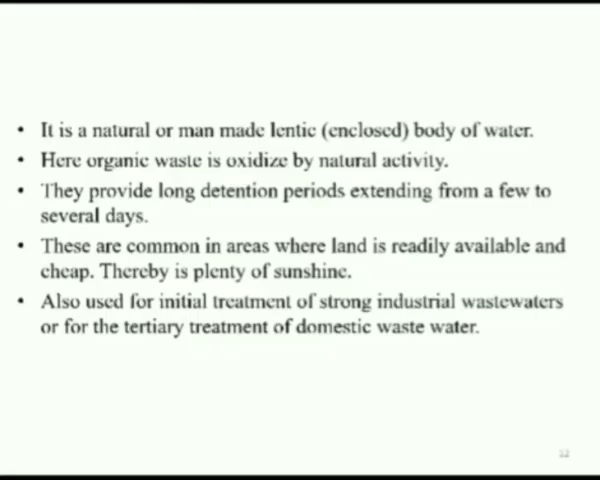 • It is a natural or man made lentic (enclosed) body of water.
• Here organic waste is oxidize by natural activity.
• They provide long detention periods extending from a few to
several days.
• These are common in areas where land is readily available and
cheap. Thereby is plenty of sunshine.
• Also used for initial treatment of strong industrial wastewaters
or for the tertiary treatment of domestic waste water.
12